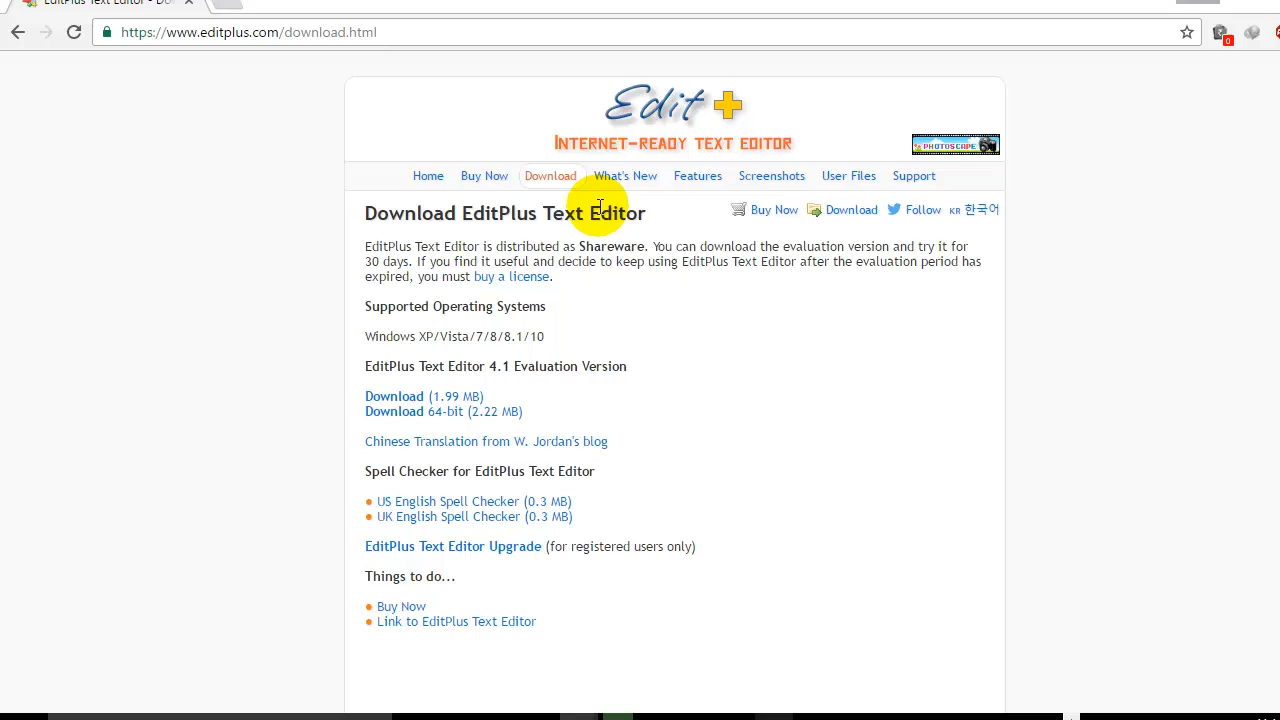 EditPlus Text Editor - Do
https://www.editplus.com/download.html
0
Edit
INTERNET-READY TEXT EDITOR
PHOTOSCAPE
Home Buy Now Download What's New Features Screenshots User Files Support
Download EditPlus Text Editor
Buy Now Download Follow KR 한국어
EditPlus Text Editor is distributed as Shareware. You can download the evaluation version and try it for
30 days. If you find it useful and decide to keep using EditPlus Text Editor after the evaluation period has
expired, you must buy a license.
Supported Operating Systems
Windows XP/Vista/7/8/8.1/10
EditPlus Text Editor 4.1 Evaluation Version
Download (1.99 MB)
Download 64-bit (2.22 MB)
Chinese Translation from W. Jordan's blog
Spell Checker for EditPlus Text Editor
US English Spell Checker (0.3 MB)
UK English Spell Checker (0.3 MB)
EditPlus Text Editor Upgrade (for registered users only)
Things to do...
Buy Now
Link to EditPlus Text Editor